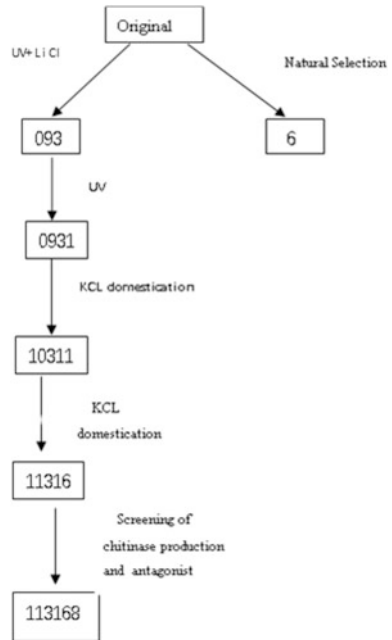 Original
UV+ Li Cl
Natural Selection
093
6
UV
0931
KCL domestication
10311
KCL
domestication
11316
Screening of
chitinase production
and antagonist
113168